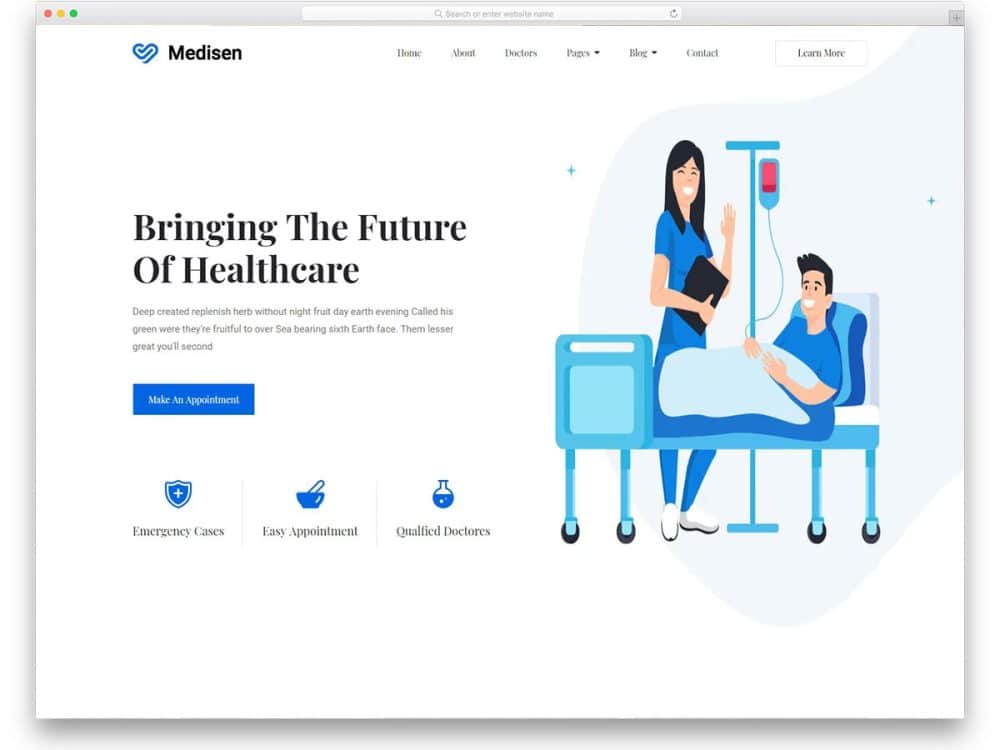 Search or enter website name
Medisen
Home
About
Doctors
Pages
Blog
Contact
Learn More
Bringing The Future
Of Healthcare
Deep created replenish herb without night fruit day earth evening Called his
green were they're fruitful to over Sea bearing sixth Earth face. Them lesser
great you'll second
Make An Appointment
Emergency Cases
Easy Appointment
Qualfied Doctores